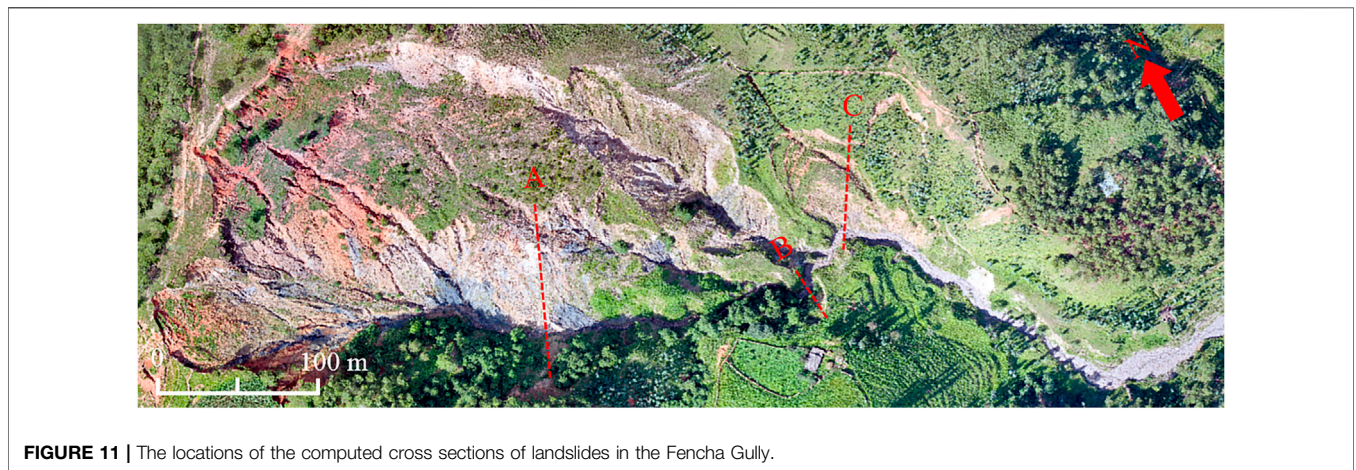 N
C
A
B
0 100 m
FIGURE 11 | The locations of the computed cross sections of landslides in the Fencha Gully.